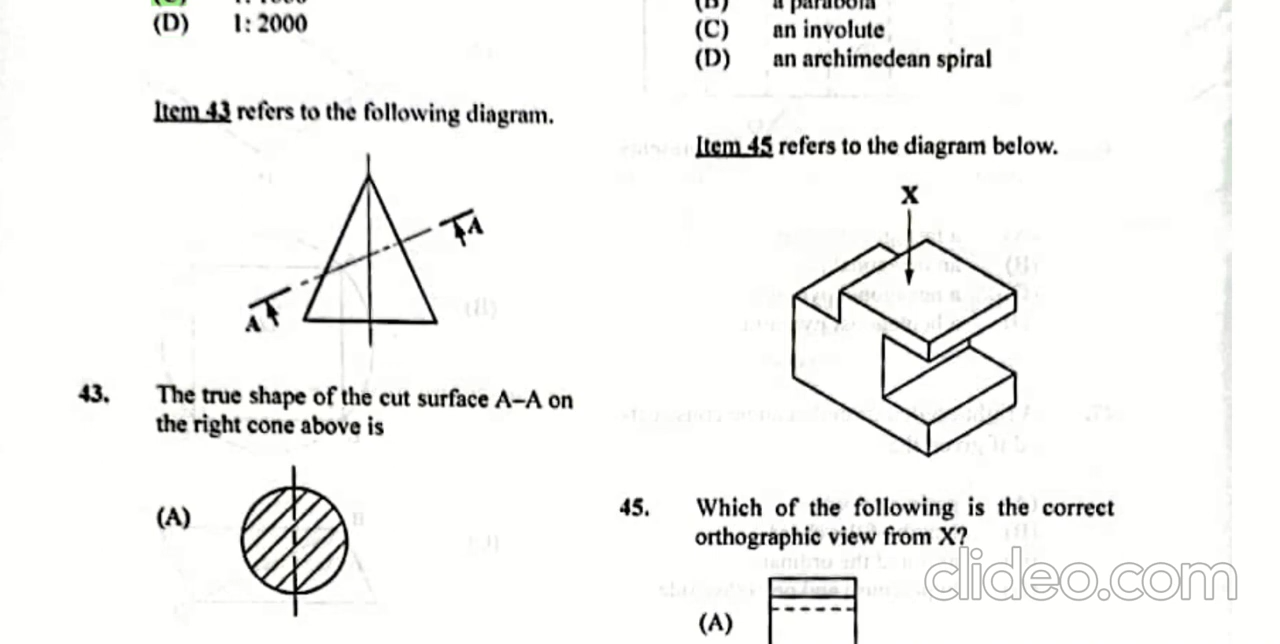 (D) 1: 2000
Item 43 refers to the following diagram.
A
A
43. The true shape of the cut surface A–A on
the right cone above is
(A)
a parabola
(C) an involute
(D) an archimedean spiral
Item 45 refers to the diagram below.
X
45. Which of the following is the correct
orthographic view from X?
(A)
clideo.com